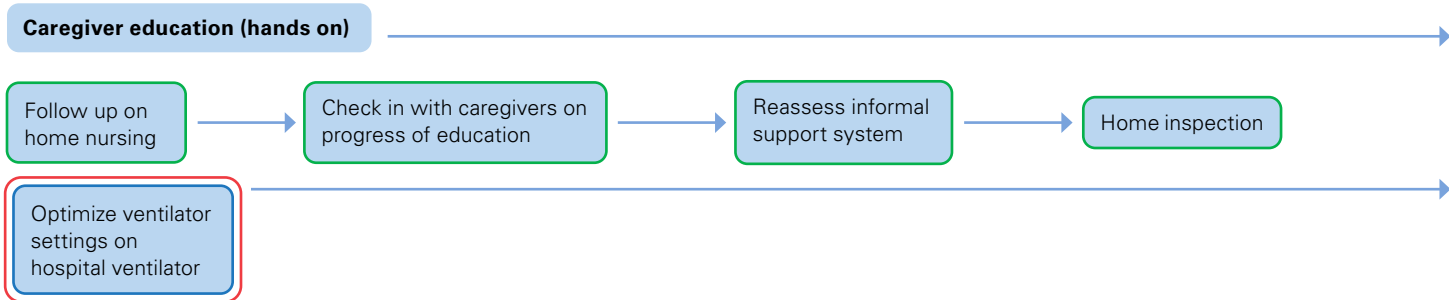 Caregiver education (hands on)
Follow up on
home nursing
Check in with caregivers on
progress of education
Reassess informal
support system
Home inspection
Optimize ventilator
settings on
hospital ventilator